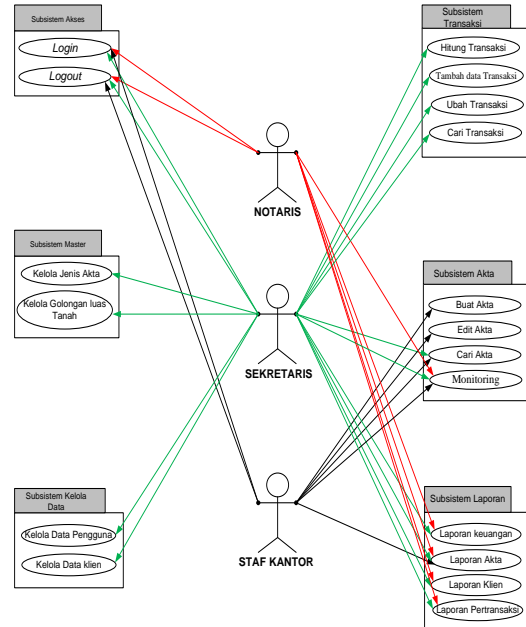 Subsistem Akses
Login
Logout
Subsistem Transaksi
Hitung Transaksi
Tambah data Transaksi
Ubah Transaksi
Cari Transaksi
NOTARIS
Subsistem Master
Kelola Jenis Akta
Kelola Golongan luas
Tanah
SEKRETARIS
Subsistem Akta
Buat Akta
Edit Akta
Cari Akta
Monitoring
Subsistem Kelola
Data
Kelola Data Pengguna
Kelola Data klien
STAF KANTOR
Subsistem Laporan
Laporan keuangan
Laporan Akta
Laporan Klien
Laporan Pertransaksi